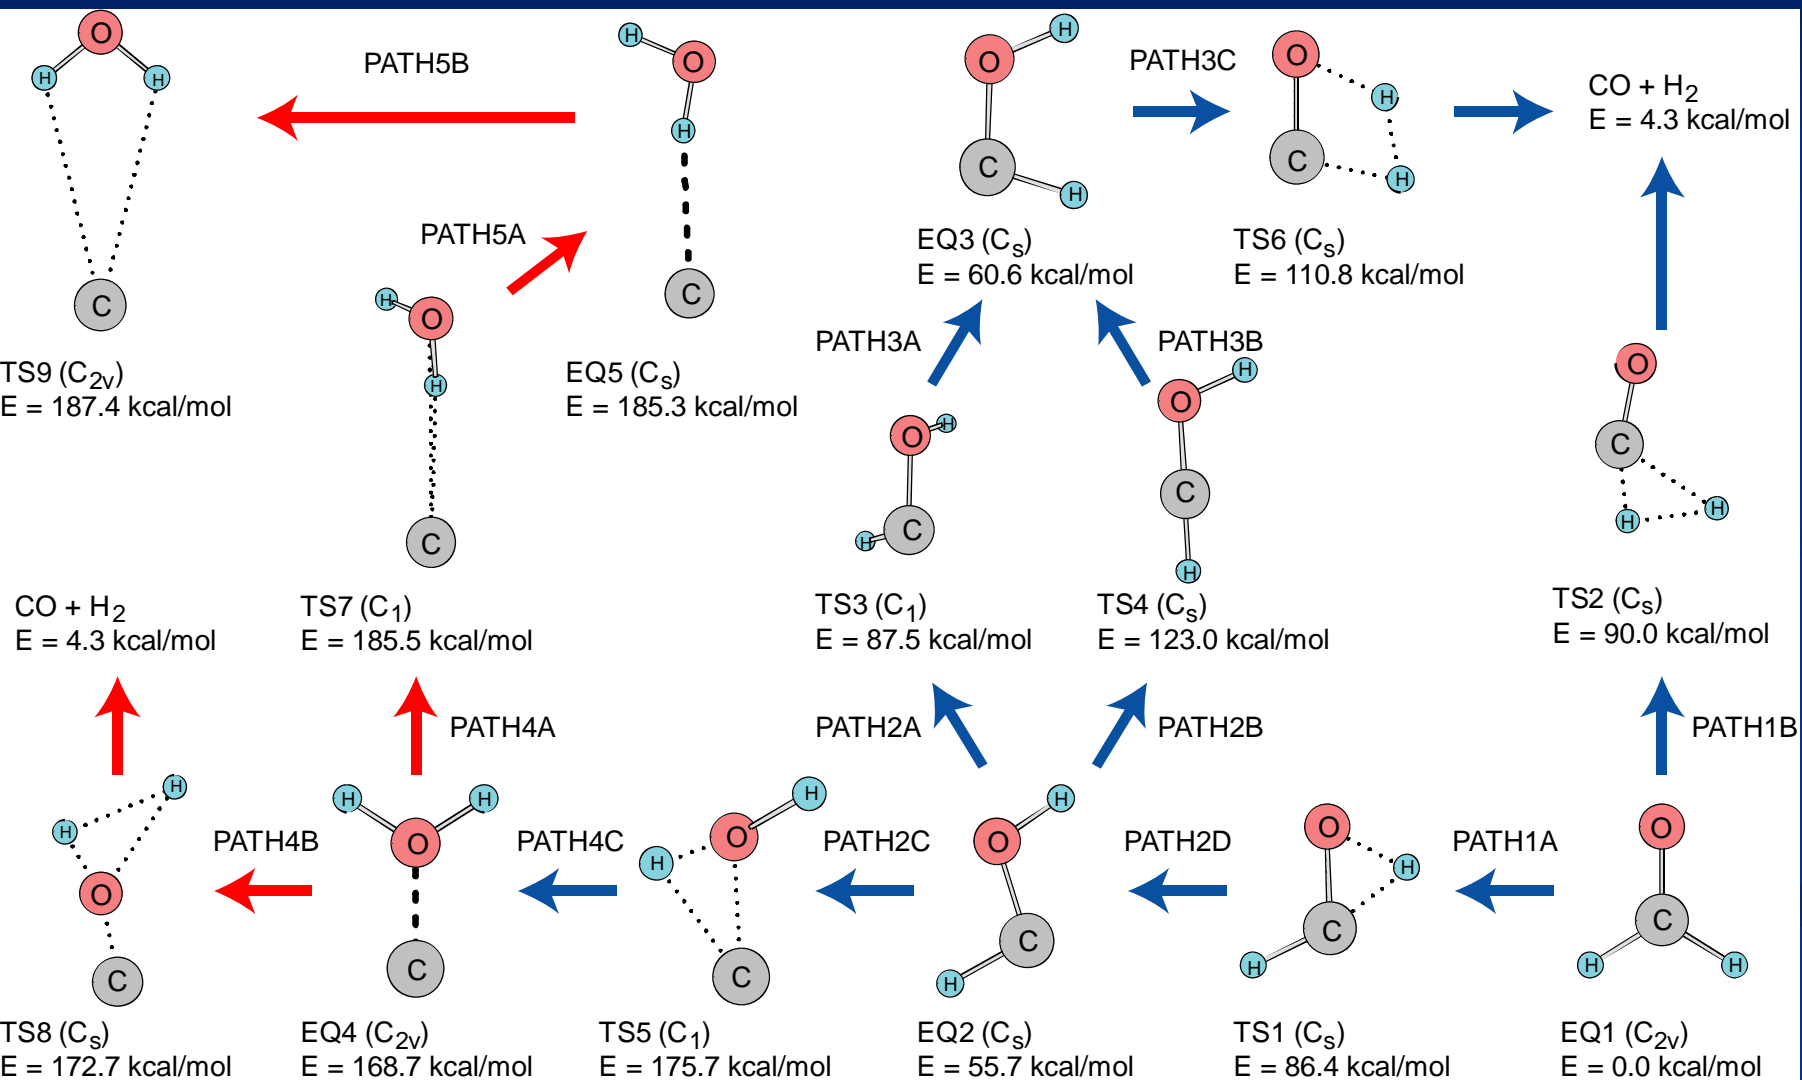 O
H
H
C
TS9 (C2v)
E = 187.4 kcal/mol
PATH5B
H
O
H
C
EQ5 (Cs)
E = 185.3 kcal/mol
PATH5A
H
O
H
C
TS7 (C1)
E = 185.5 kcal/mol
O
H
C
H
EQ3 (Cs)
E = 60.6 kcal/mol
PATH3C
O
H
C
H
TS6 (Cs)
E = 110.8 kcal/mol
CO + H2
E = 4.3 kcal/mol
PATH3A
PATH3B
O
H
H
C
TS3 (C1)
E = 87.5 kcal/mol
H
O
C
H
TS4 (Cs)
E = 123.0 kcal/mol
O
C
H
H
TS2 (Cs)
E = 90.0 kcal/mol
CO + H2
E = 4.3 kcal/mol
PATH4A
PATH2A
PATH2B
PATH1B
H
H
O
C
TS8 (Cs)
E = 172.7 kcal/mol
PATH4B
H
H
O
C
EQ4 (C2v)
E = 168.7 kcal/mol
PATH4C
H
O
H
C
TS5 (C1)
E = 175.7 kcal/mol
PATH2C
H
O
C
H
EQ2 (Cs)
E = 55.7 kcal/mol
PATH2D
O
H
C
H
TS1 (Cs)
E = 86.4 kcal/mol
PATH1A
O
C
H
H
EQ1 (C2v)
E = 0.0 kcal/mol